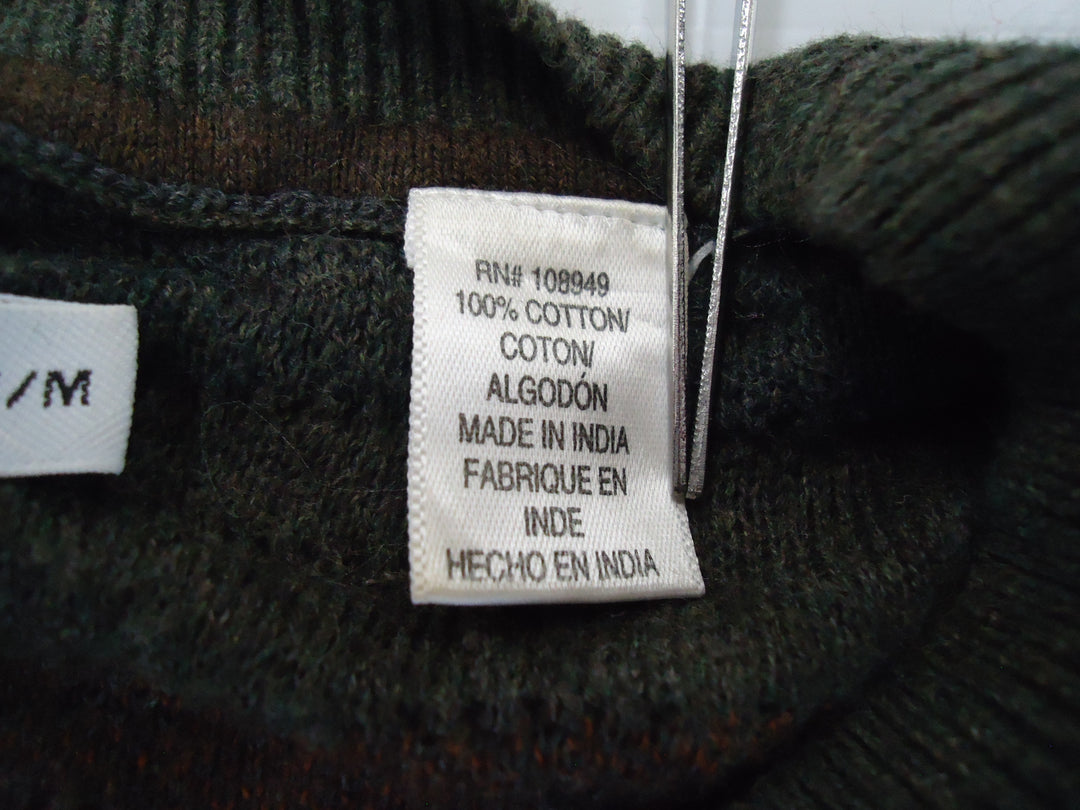 RN# 108949
100% COTTON/
COTON/
ALGODÓN
MADE IN INDIA
FABRIQUE EN
INDE
HECHO EN INDIA
/M